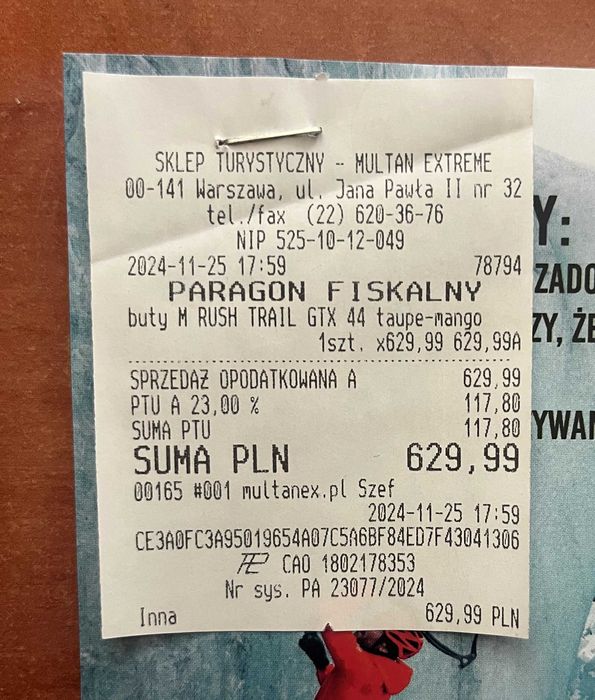 SKLEP TURYSTYCZNY - MULTAN EXTREME
00-141 Warszawa, ul. Jana Pawła II nr 32
tel./fax (22) 620-36-76
NIP 525-10-12-049
2024-11-25 17:59 78794
PARAGON FISKALNY
buty M RUSH TRAIL GTX 44 taupe-mango
1szt. x629,99 629,99A
SPRZEDAŻ OPODATKOWANA A 629,99
PTU A 23,00 % 117,80
SUMA PTU 117,80
SUMA PLN 629,99
00165 #001 multanex.pl Szef
2024-11-25 17:59
CE3A0FC3A95019654A07C5A6BF84ED7F43041306
CAO 1802178353
Nr sys. PA 23077/2024
Inna 629,99 PLN
Y:
ZADO
ZY, ŻE
YWAN